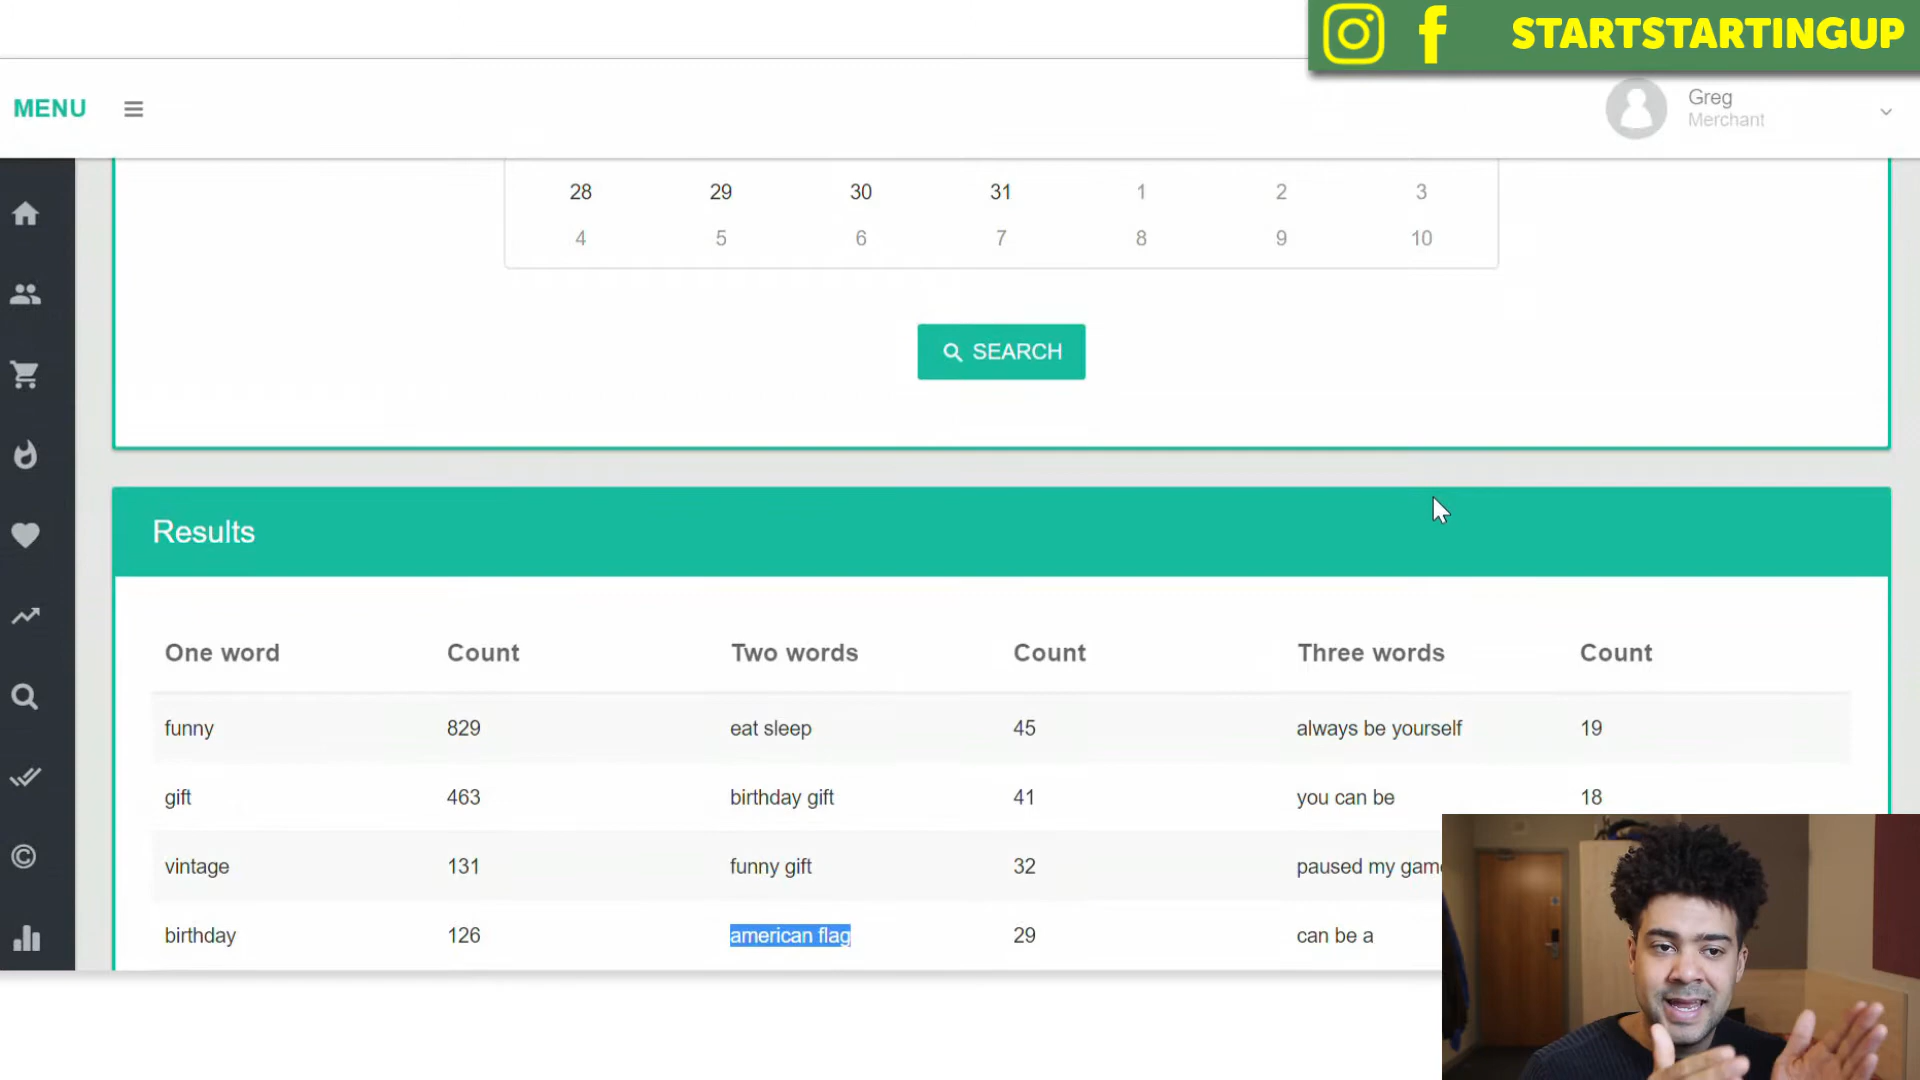 STARTSTARTINGUP
MENU
Greg
Merchant
28 29 30 31 1 2 3
4 5 6 7 8 9 10
SEARCH
Results
One word Count Two words Count Three words Count
funny 829 eat sleep 45 always be yourself 19
gift 463 birthday gift 41 you can be 18
vintage 131 funny gift 32 paused my
birthday 126 american flag 29 can be a